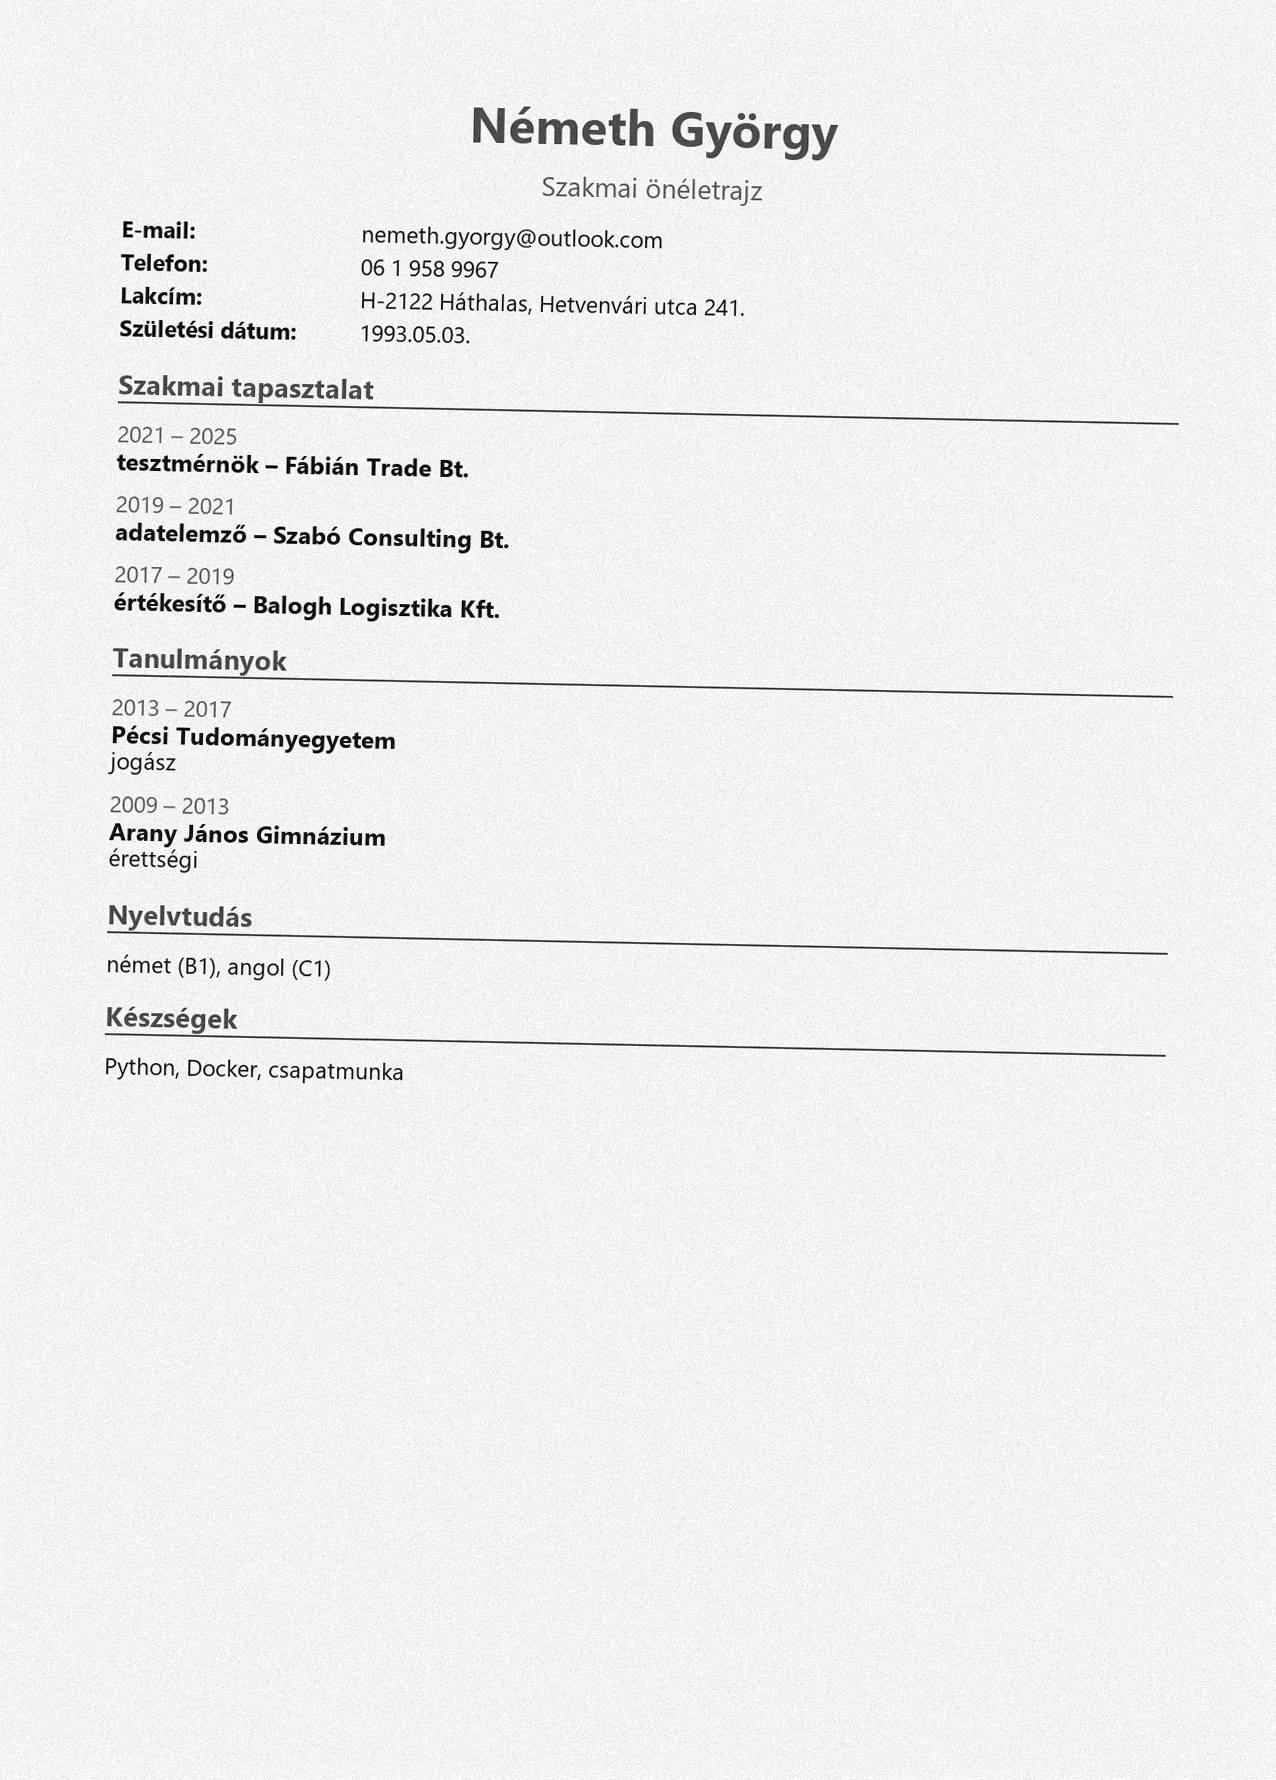 Németh György
Szakmai önéletrajz
E-mail: nemeth.gyorgy@outlook.com
Telefon: 06 1 958 9967
Lakcím: H-2122 Háthalas, Hetvenvári utca 241.
Születési dátum: 1993.05.03.
Szakmai tapasztalat
2021 – 2025
tesztmérnök – Fábián Trade Bt.
2019 – 2021
adatelemző – Szabó Consulting Bt.
2017 – 2019
értékesítő – Balogh Logisztika Kft.
Tanulmányok
2013 – 2017
Pécsi Tudományegyetem
jogász
2009 – 2013
Arany János Gimnázium
érettségi
Nyelvtudás
német (B1), angol (C1)
Készségek
Python, Docker, csapatmunka